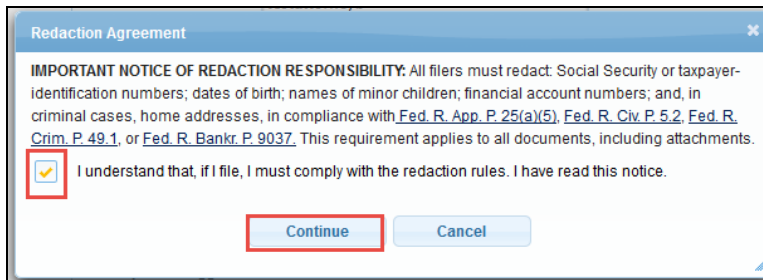 Redaction Agreement
IMPORTANT NOTICE OF REDACTION RESPONSIBILITY: All filers must redact: Social Security or taxpayer-
identification numbers; dates of birth; names of minor children; financial account numbers; and, in
criminal cases, home addresses, in compliance with Fed. R. App. P. 25(a)(5), Fed. R. Civ. P. 5.2, Fed. R.
Crim. P. 49.1, or Fed. R. Bankr. P. 9037. This requirement applies to all documents, including attachments.
I understand that, if I file, I must comply with the redaction rules. I have read this notice.
Continue Cancel